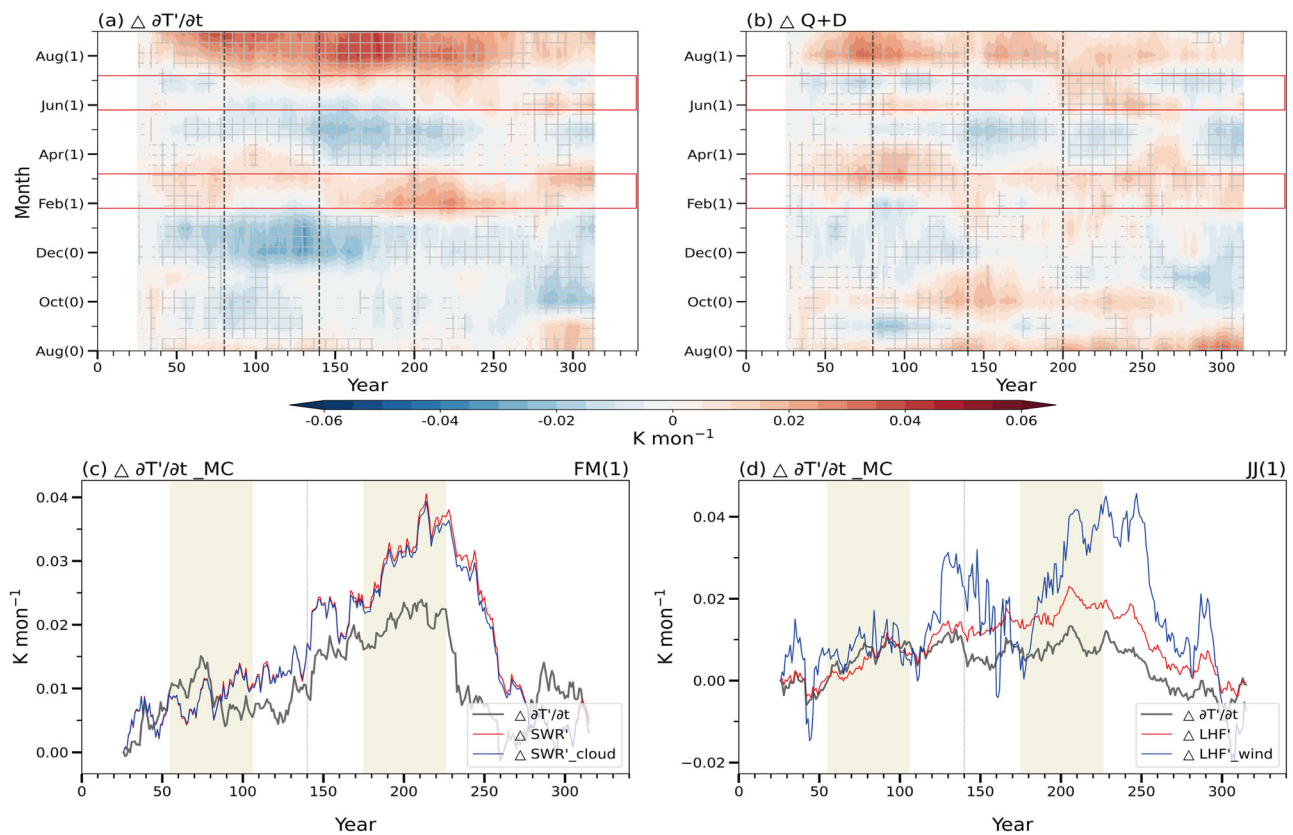 (a) △ ∂T'/∂t
(b) △ Q+D
Month
Aug(1)
Jun(1)
Apr(1)
Feb(1)
Dec(0)
Oct(0)
Aug(0)
0 50 100 150 200 250 300
Year
Aug(1)
Jun(1)
Apr(1)
Feb(1)
Dec(0)
Oct(0)
Aug(0)
0 50 100 150 200 250 300
Year
-0.06 -0.04 -0.02 0 0.02 0.04 0.06
K mon⁻¹
(c) △ ∂T'/∂t _MC FM(1)
K mon⁻¹
0.04
0.03
0.02
0.01
0.00
△ ∂T'/∂t
△ SWR'
△ SWR'_cloud
0 50 100 150 200 250 300
Year
(d) △ ∂T'/∂t _MC JJ(1)
K mon⁻¹
0.04
0.02
0.00
−0.02
△ ∂T'/∂t
△ LHF'
△ LHF'_wind
0 50 100 150 200 250 300
Year